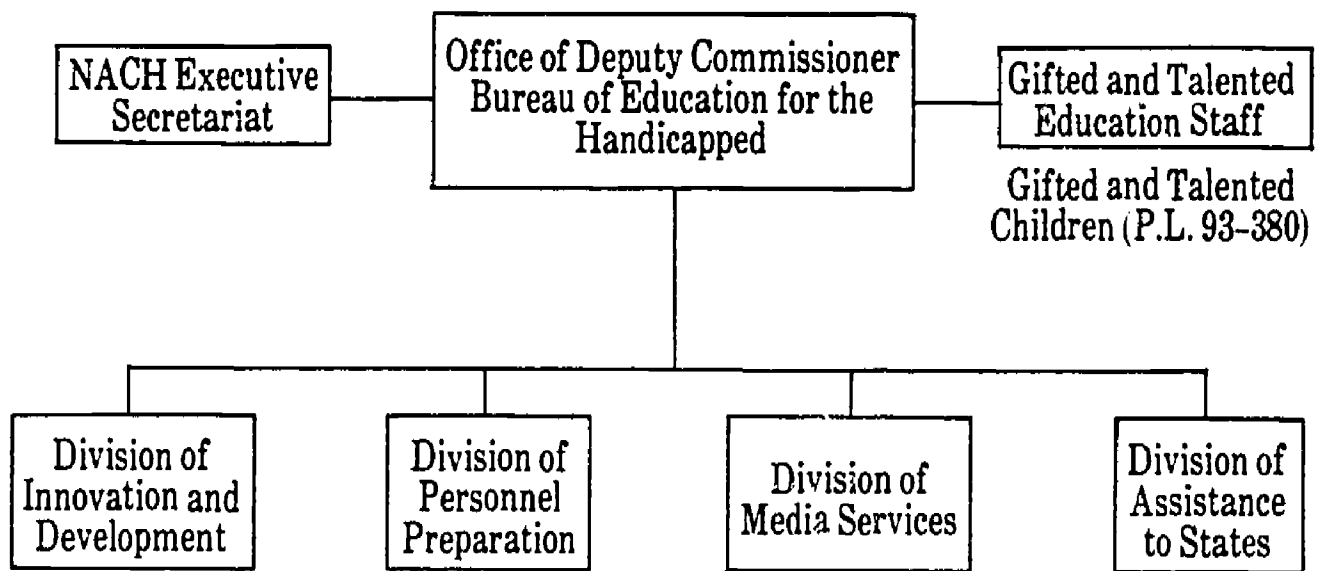 NACH Executive
Secretariat
Office of Deputy Commissioner
Bureau of Education for the
Handicapped
Gifted and Talented
Education Staff
Gifted and Talented
Children (P.L. 93-380)
Division of
Innovation and
Development
Division of
Personnel
Preparation
Division of
Media Services
Division of
Assistance
to States